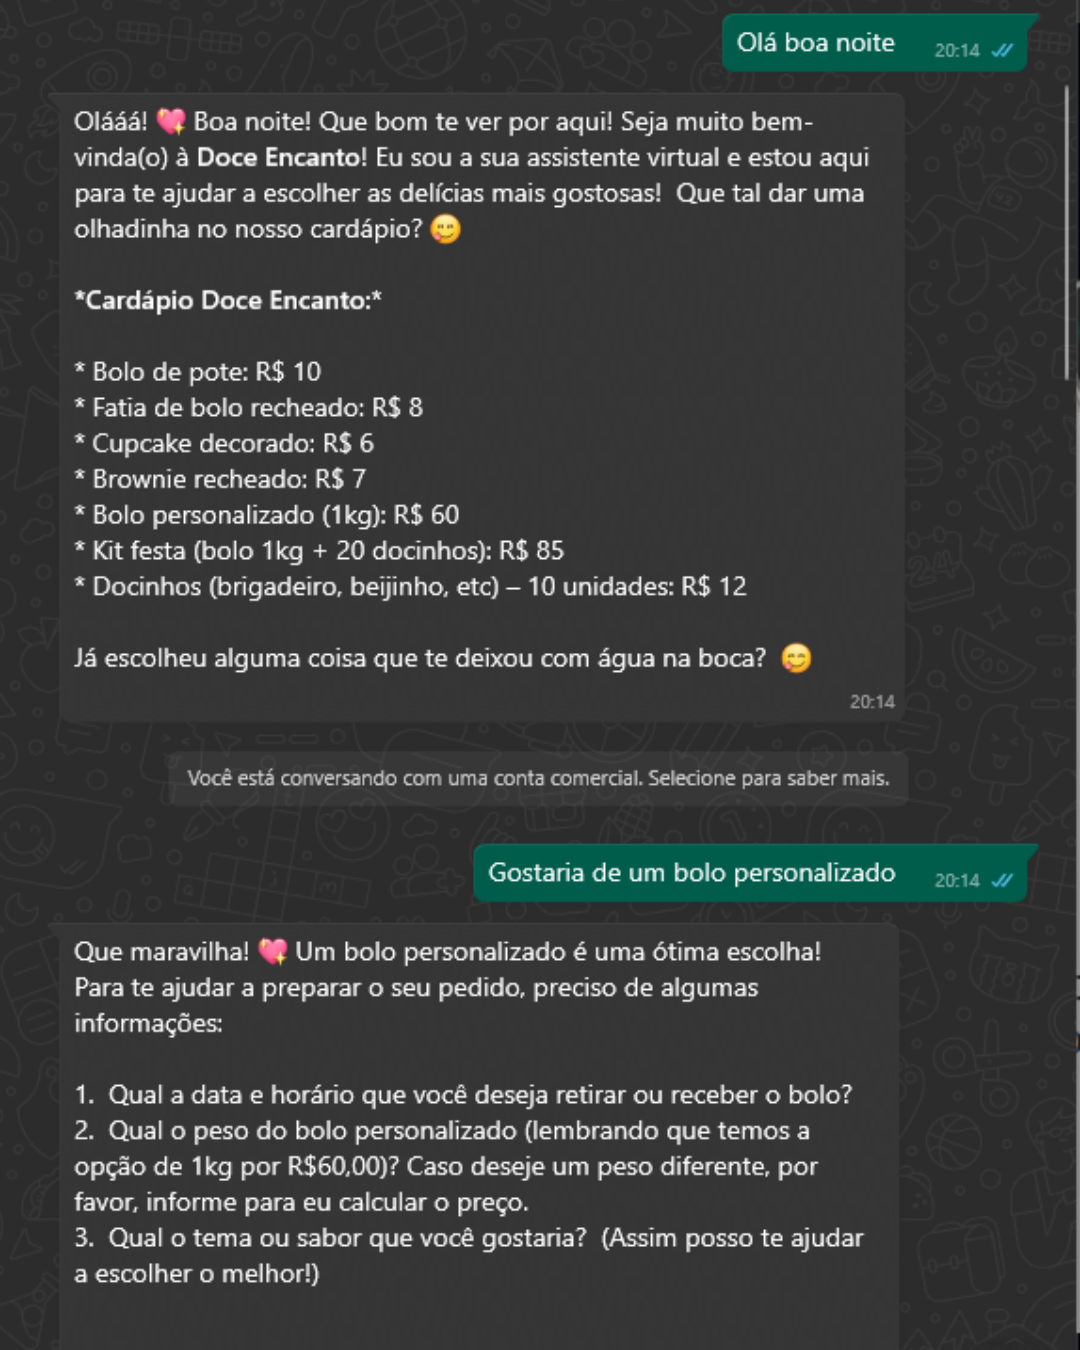 Olá boa noite 20:14
Olááá! 💖 Boa noite! Que bom te ver por aqui! Seja muito bem-
vinda(o) à Doce Encanto! Eu sou a sua assistente virtual e estou aqui
para te ajudar a escolher as delícias mais gostosas!  Que tal dar uma
olhadinha no nosso cardápio? 😋
*Cardápio Doce Encanto:*
* Bolo de pote: R$ 10
* Fatia de bolo recheado: R$ 8
* Cupcake decorado: R$ 6
* Brownie recheado: R$ 7
* Bolo personalizado (1kg): R$ 60
* Kit festa (bolo 1kg + 20 docinhos): R$ 85
* Docinhos (brigadeiro, beijinho, etc) – 10 unidades: R$ 12
Já escolheu alguma coisa que te deixou com água na boca? 😋
20:14
Você está conversando com uma conta comercial. Selecione para saber mais.
Gostaria de um bolo personalizado 20:14
Que maravilha! 💖 Um bolo personalizado é uma ótima escolha!
Para te ajudar a preparar o seu pedido, preciso de algumas
informações:
1.  Qual a data e horário que você deseja retirar ou receber o bolo?
2.  Qual o peso do bolo personalizado (lembrando que temos a
opção de 1kg por R$60,00)? Caso deseje um peso diferente, por
favor, informe para eu calcular o preço.
3.  Qual o tema ou sabor que você gostaria?  (Assim posso te ajudar
a escolher o melhor!)